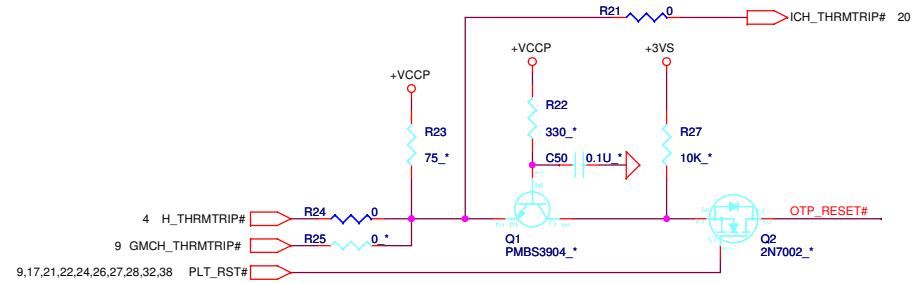 R21 0
ICH_THRMTRIP# 20
+VCCP
+3VS
+VCCP
R22
330_*
R23
75_*
R27
10K_*
C50 0.1U_*
4 H_THRMTRIP#
R24 0
OTP_RESET#
9 GMCH_THRMTRIP#
R25 0_*
Q1
PMBS3904_*
Q2
2N7002_*
9,17,21,22,24,26,27,28,32,38 PLT_RST#